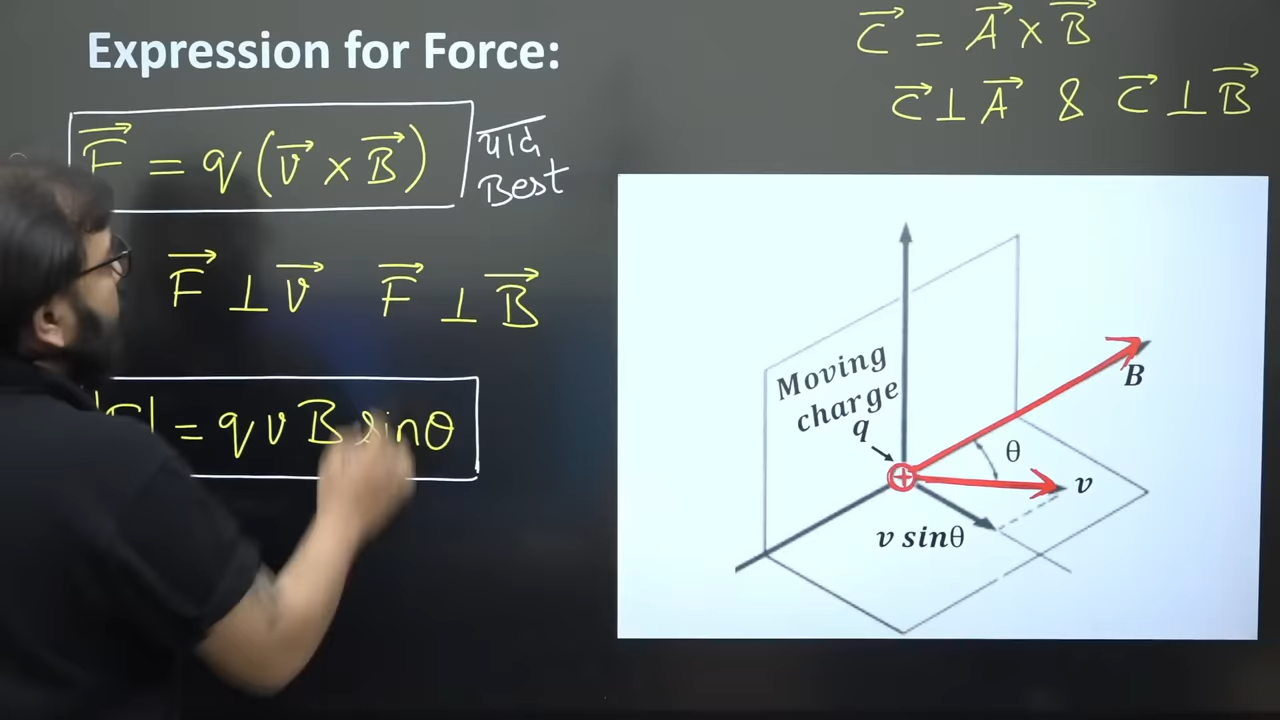 Expression for Force:
C⃗ = A⃗ × B⃗
C⃗ ⊥ A⃗ & C⃗ ⊥ B⃗
F⃗ = q (v⃗ × B⃗)
याद
Best
F⃗ ⊥ v⃗ F⃗ ⊥ B⃗
= q v B sinθ
Moving
charge
q
B
θ
v
v sinθ